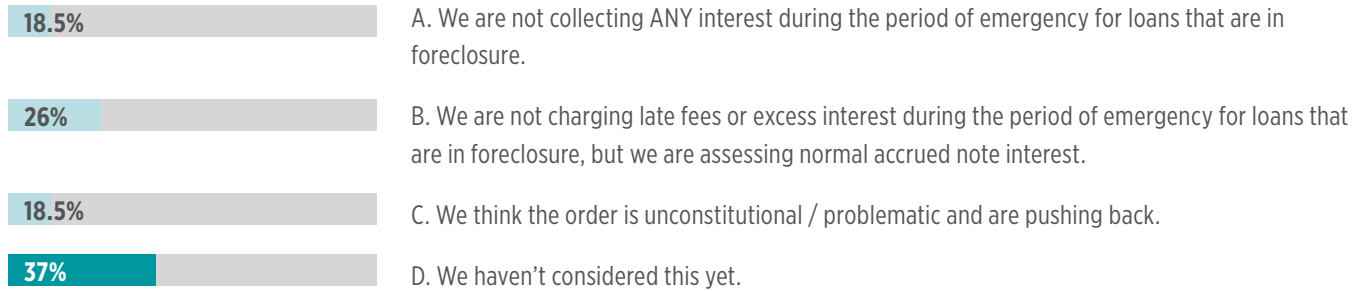 18.5%
A. We are not collecting ANY interest during the period of emergency for loans that are in
foreclosure.
26%
B. We are not charging late fees or excess interest during the period of emergency for loans that
are in foreclosure, but we are assessing normal accrued note interest.
18.5%
C. We think the order is unconstitutional / problematic and are pushing back.
37%
D. We haven’t considered this yet.